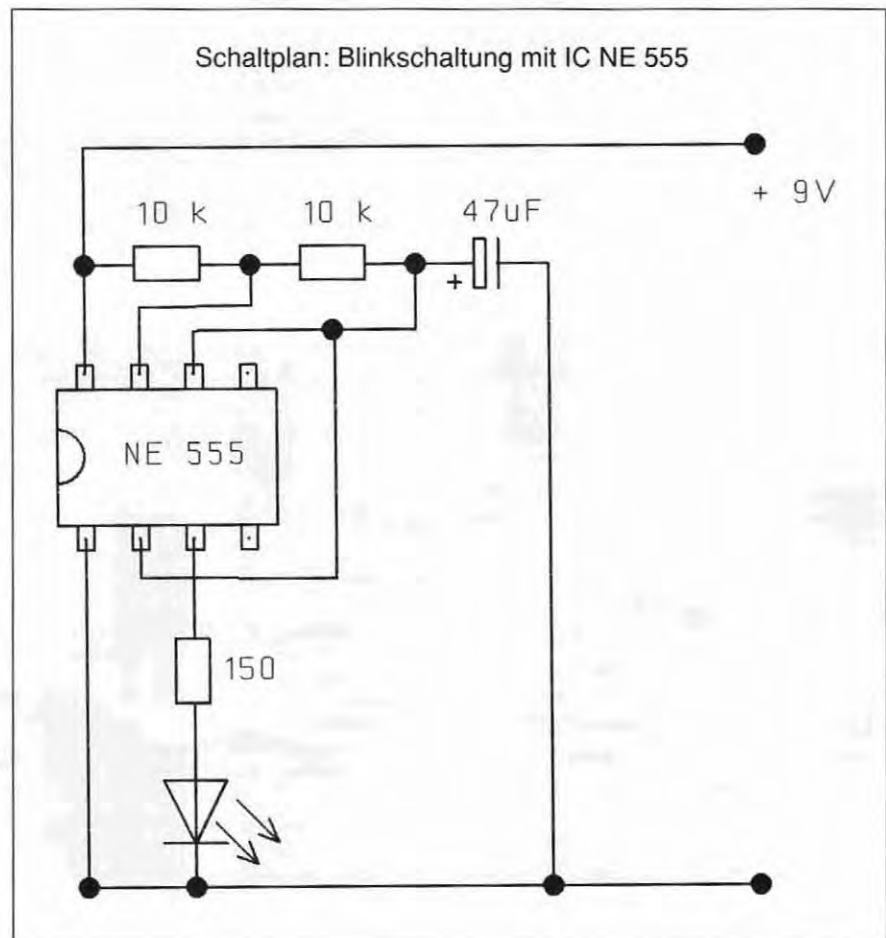 Schaltplan: Blinkschaltung mit IC NE 555
+ 9V
10 k
10 k
47uF
+
NE 555
150